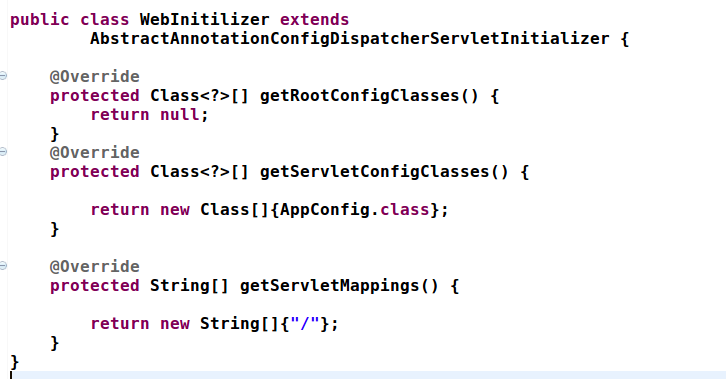 public class WebInitilizer extends
AbstractAnnotationConfigDispatcherServletInitializer {
@Override
protected Class<?>[] getRootConfigClasses() {
return null;
}
@Override
protected Class<?>[] getServletConfigClasses() {
return new Class[]{AppConfig.class};
}
@Override
protected String[] getServletMappings() {
return new String[]{"/"};
}
}